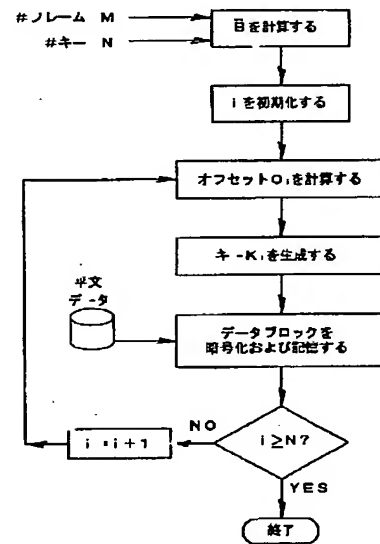 #フレーム M
#キー N
B̅を計算する
iを初期化する
オフセットOiを計算する
キーKiを生成する
平文
データ
データブロックを
暗号化および記憶する
i≥N?
NO
i=i+1
YES
終了